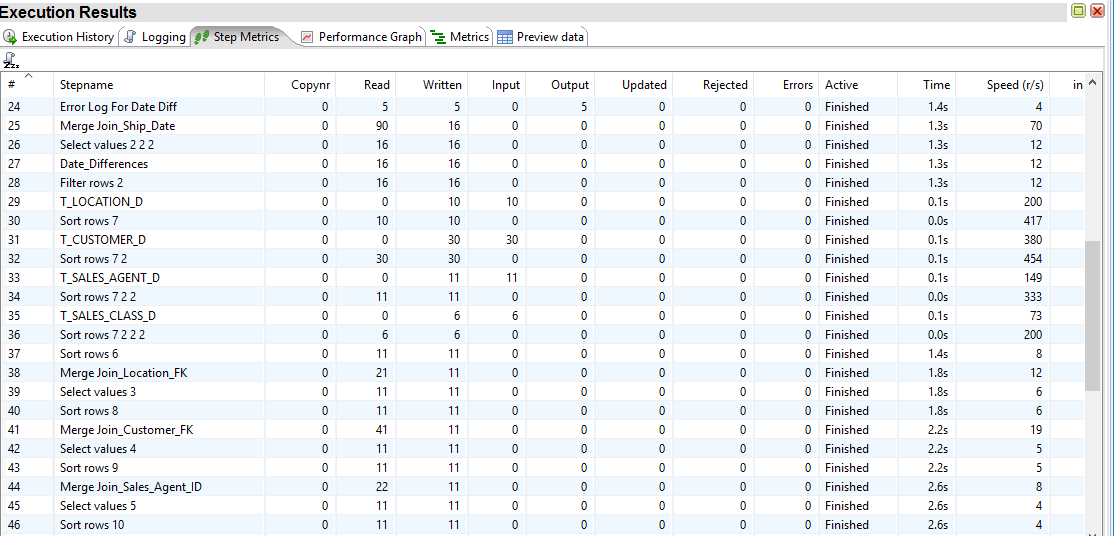 Execution Results
Execution History Logging Step Metrics Performance Graph Metrics Preview data
# Stepname Copynr Read Written Input Output Updated Rejected Errors Active Time Speed (r/s) in
24 Error Log For Date Diff 0 5 5 0 5 0 0 0 Finished 1.4s 4
25 Merge Join_Ship_Date 0 90 16 0 0 0 0 0 Finished 1.3s 70
26 Select values 2 2 2 0 16 16 0 0 0 0 0 Finished 1.3s 12
27 Date_Differences 0 16 16 0 0 0 0 0 Finished 1.3s 12
28 Filter rows 2 0 16 16 0 0 0 0 0 Finished 1.3s 12
29 T_LOCATION_D 0 0 10 10 0 0 0 0 Finished 0.1s 200
30 Sort rows 7 0 10 10 0 0 0 0 0 Finished 0.0s 417
31 T_CUSTOMER_D 0 0 30 30 0 0 0 0 Finished 0.1s 380
32 Sort rows 7 2 0 30 30 0 0 0 0 0 Finished 0.1s 454
33 T_SALES_AGENT_D 0 0 11 11 0 0 0 0 Finished 0.1s 149
34 Sort rows 7 2 2 0 11 11 0 0 0 0 0 Finished 0.0s 333
35 T_SALES_CLASS_D 0 0 6 6 0 0 0 0 Finished 0.1s 73
36 Sort rows 7 2 2 2 0 6 6 0 0 0 0 0 Finished 0.0s 200
37 Sort rows 6 0 11 11 0 0 0 0 0 Finished 1.4s 8
38 Merge Join_Location_FK 0 21 11 0 0 0 0 0 Finished 1.8s 12
39 Select values 3 0 11 11 0 0 0 0 0 Finished 1.8s 6
40 Sort rows 8 0 11 11 0 0 0 0 0 Finished 1.8s 6
41 Merge Join_Customer_FK 0 41 11 0 0 0 0 0 Finished 2.2s 19
42 Select values 4 0 11 11 0 0 0 0 0 Finished 2.2s 5
43 Sort rows 9 0 11 11 0 0 0 0 0 Finished 2.2s 5
44 Merge Join_Sales_Agent_ID 0 22 11 0 0 0 0 0 Finished 2.6s 8
45 Select values 5 0 11 11 0 0 0 0 0 Finished 2.6s 4
46 Sort rows 10 0 11 11 0 0 0 0 0 Finished 2.6s 4